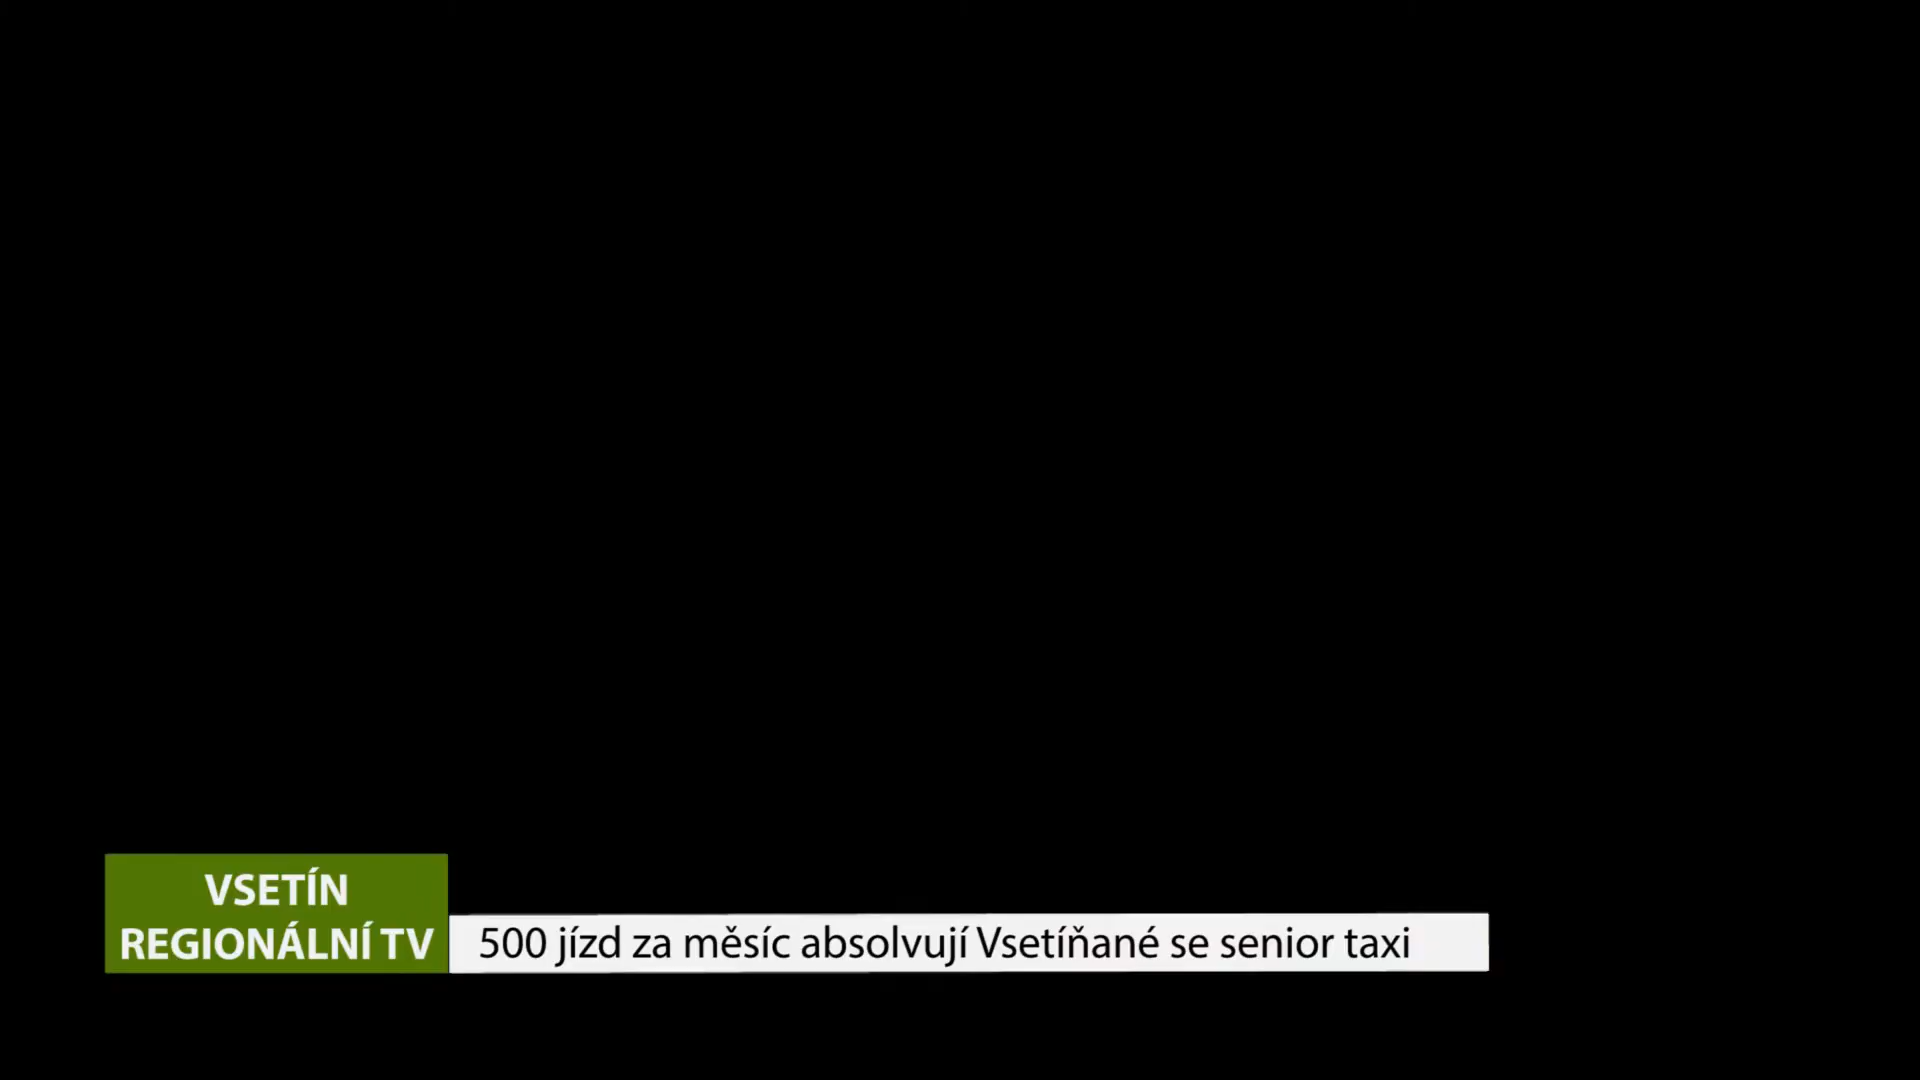 VSETÍN
REGIONÁLNÍ TV
500 jízd za měsíc absolvují Vsetíňané se senior taxi